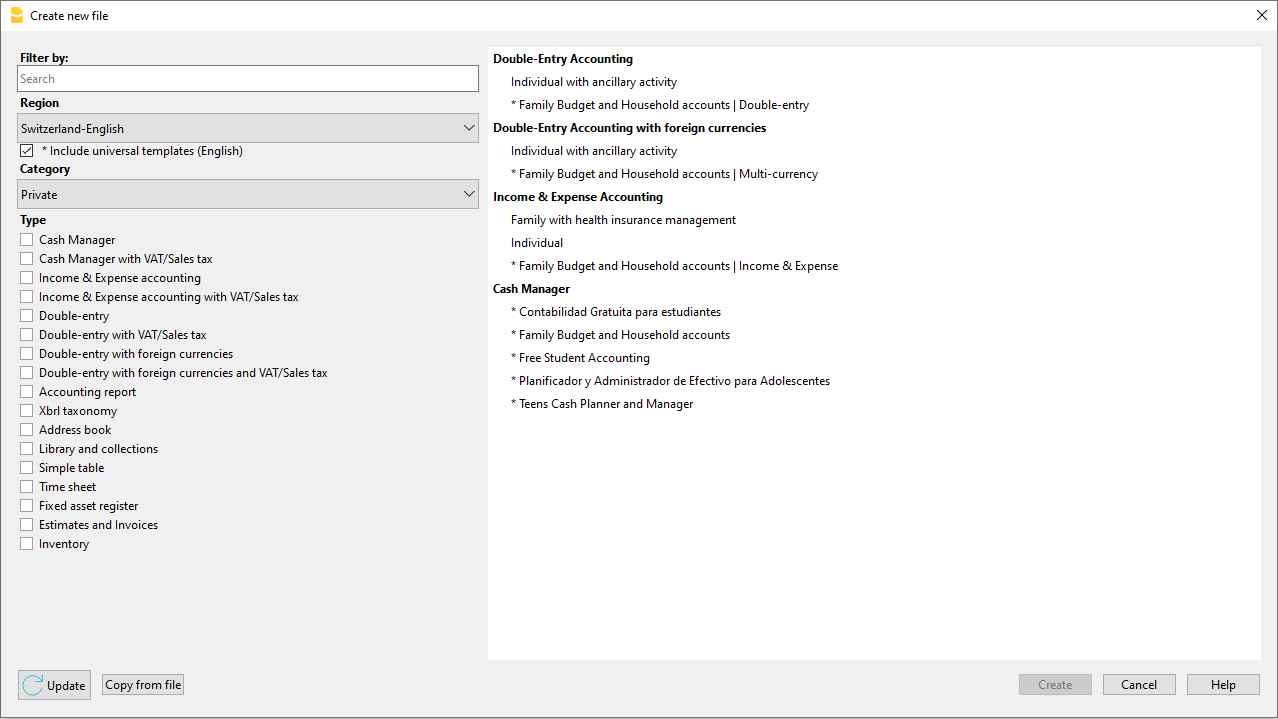 Create new file
Filter by:
Search
Region
Switzerland-English
* Include universal templates (English)
Category
Private
Type
Cash Manager
Cash Manager with VAT/Sales tax
Income & Expense accounting
Income & Expense accounting with VAT/Sales tax
Double-entry
Double-entry with VAT/Sales tax
Double-entry with foreign currencies
Double-entry with foreign currencies and VAT/Sales tax
Accounting report
Xbrl taxonomy
Address book
Library and collections
Simple table
Time sheet
Fixed asset register
Estimates and Invoices
Inventory
Double-Entry Accounting
Individual with ancillary activity
* Family Budget and Household accounts | Double-entry
Double-Entry Accounting with foreign currencies
Individual with ancillary activity
* Family Budget and Household accounts | Multi-currency
Income & Expense Accounting
Family with health insurance management
Individual
* Family Budget and Household accounts | Income & Expense
Cash Manager
* Contabilidad Gratuita para estudiantes
* Family Budget and Household accounts
* Free Student Accounting
* Planificador y Administrador de Efectivo para Adolescentes
* Teens Cash Planner and Manager
Update
Copy from file
Create
Cancel
Help